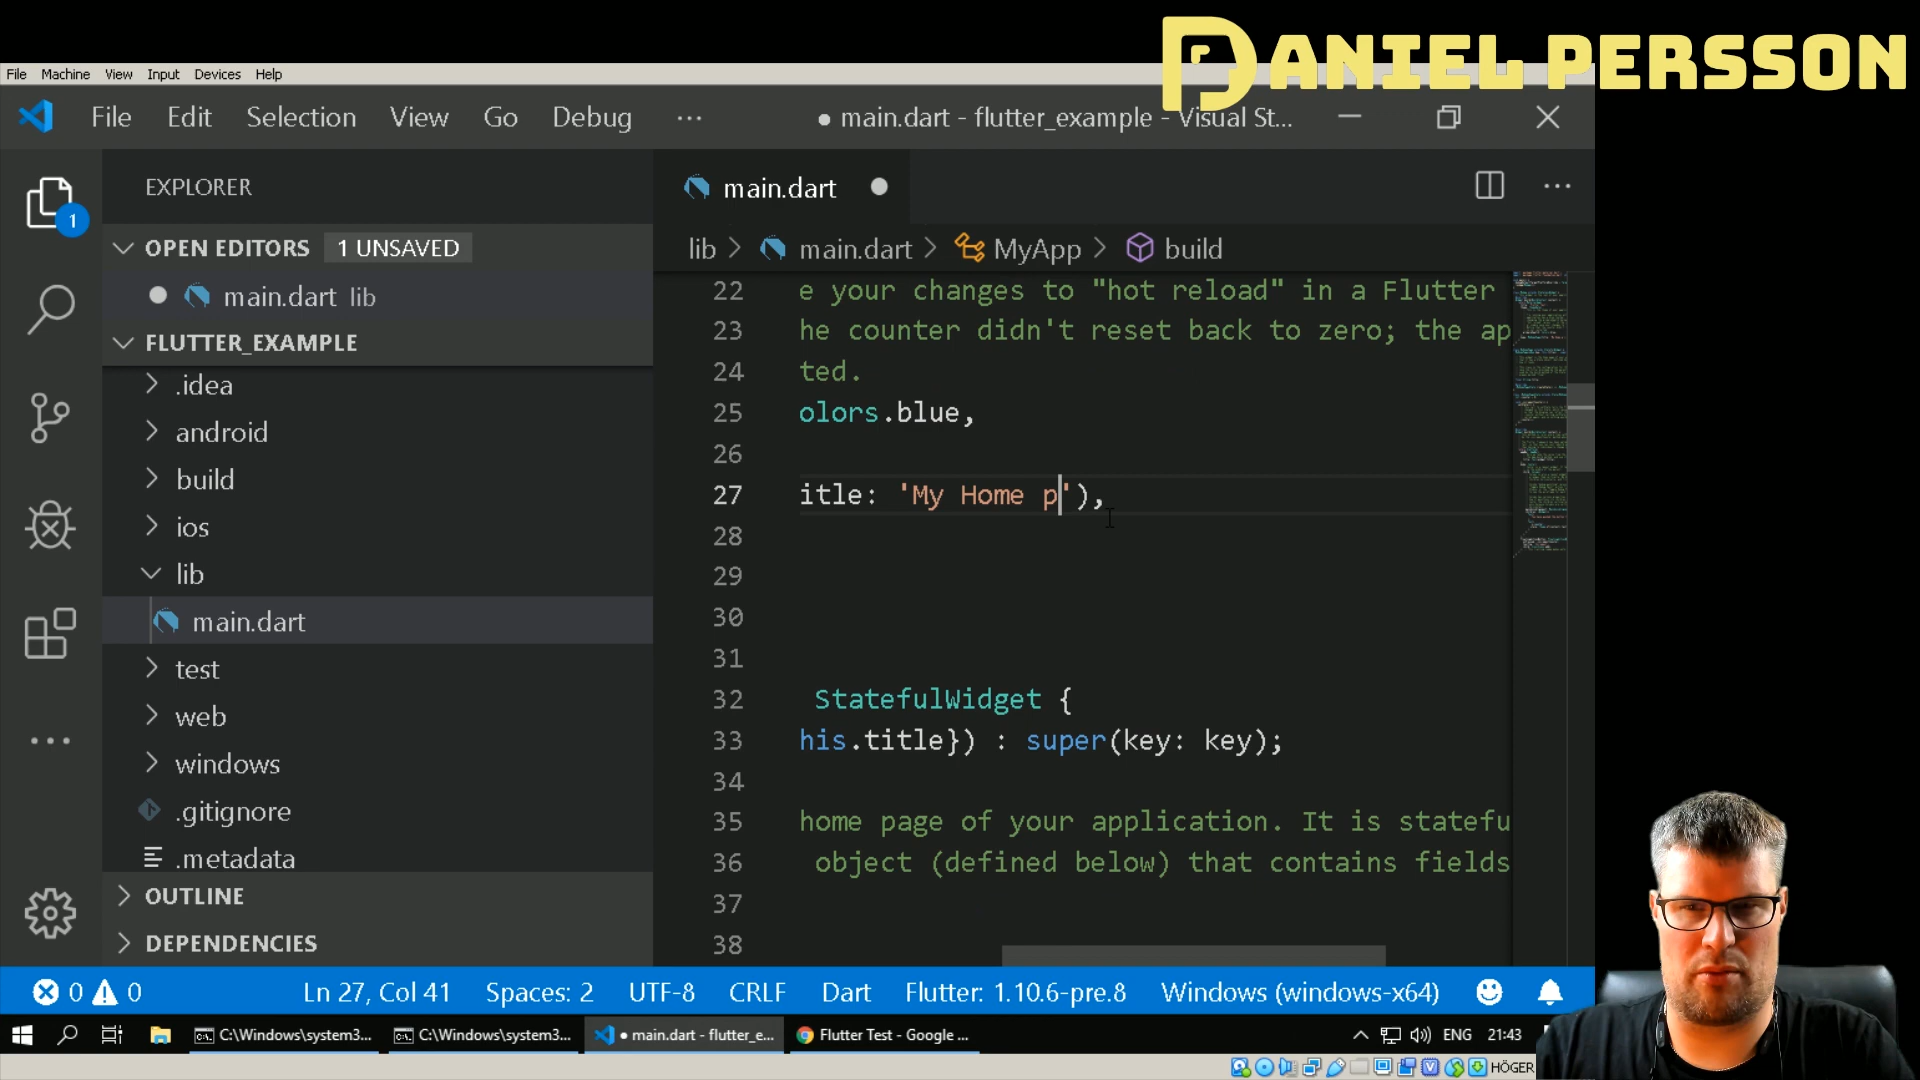 DANIEL PERSSON
File Machine View Input Devices Help
File Edit Selection View Go Debug ··· ● main.dart - flutter_example - Visual St...
EXPLORER
main.dart
OPEN EDITORS 1 UNSAVED
lib > main.dart > MyApp > build
main.dart lib
FLUTTER_EXAMPLE
.idea
android
build
ios
lib
main.dart
test
web
windows
.gitignore
.metadata
OUTLINE
DEPENDENCIES
1
22 e your changes to "hot reload" in a Flutter
23 he counter didn't reset back to zero; the ap
24 ted.
25 olors.blue,
26
27 itle: 'My Home p'),
28
29
30
31
32 StatefulWidget {
33 his.title}) : super(key: key);
34
35 home page of your application. It is statefu
36 object (defined below) that contains fields
37
38
0 0 Ln 27, Col 41 Spaces: 2 UTF-8 CRLF Dart Flutter: 1.10.6-pre.8 Windows (windows-x64)
C:\Windows\system3... C:\Windows\system3... ● main.dart - flutter_e... Flutter Test - Google ... ENG 21:43
HÖGER